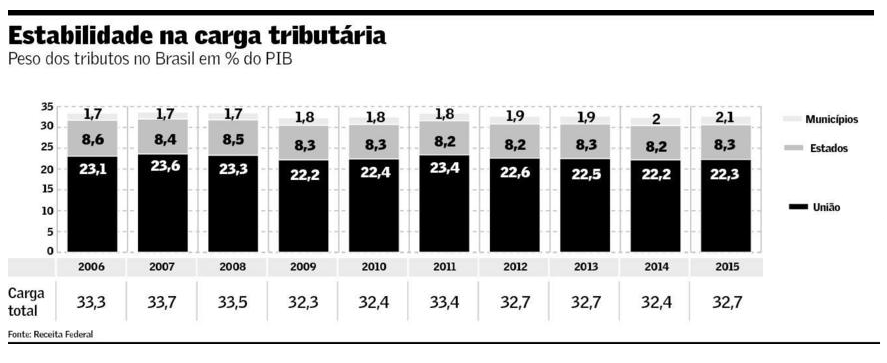 Estabilidade na carga tributária
Peso dos tributos no Brasil em % do PIB
35
30
25
20
15
10
5
0
1,7 1,7 1,7 1,8 1,8 1,8 1,9 1,9 2 2,1
8,6 8,4 8,5 8,3 8,3 8,2 8,2 8,3 8,2 8,3
23,1 23,6 23,3 22,2 22,4 23,4 22,6 22,5 22,2 22,3
Municípios
Estados
União
2006 2007 2008 2009 2010 2011 2012 2013 2014 2015
Carga
total
33,3 33,7 33,5 32,3 32,4 33,4 32,7 32,7 32,4 32,7
Fonte: Receita Federal